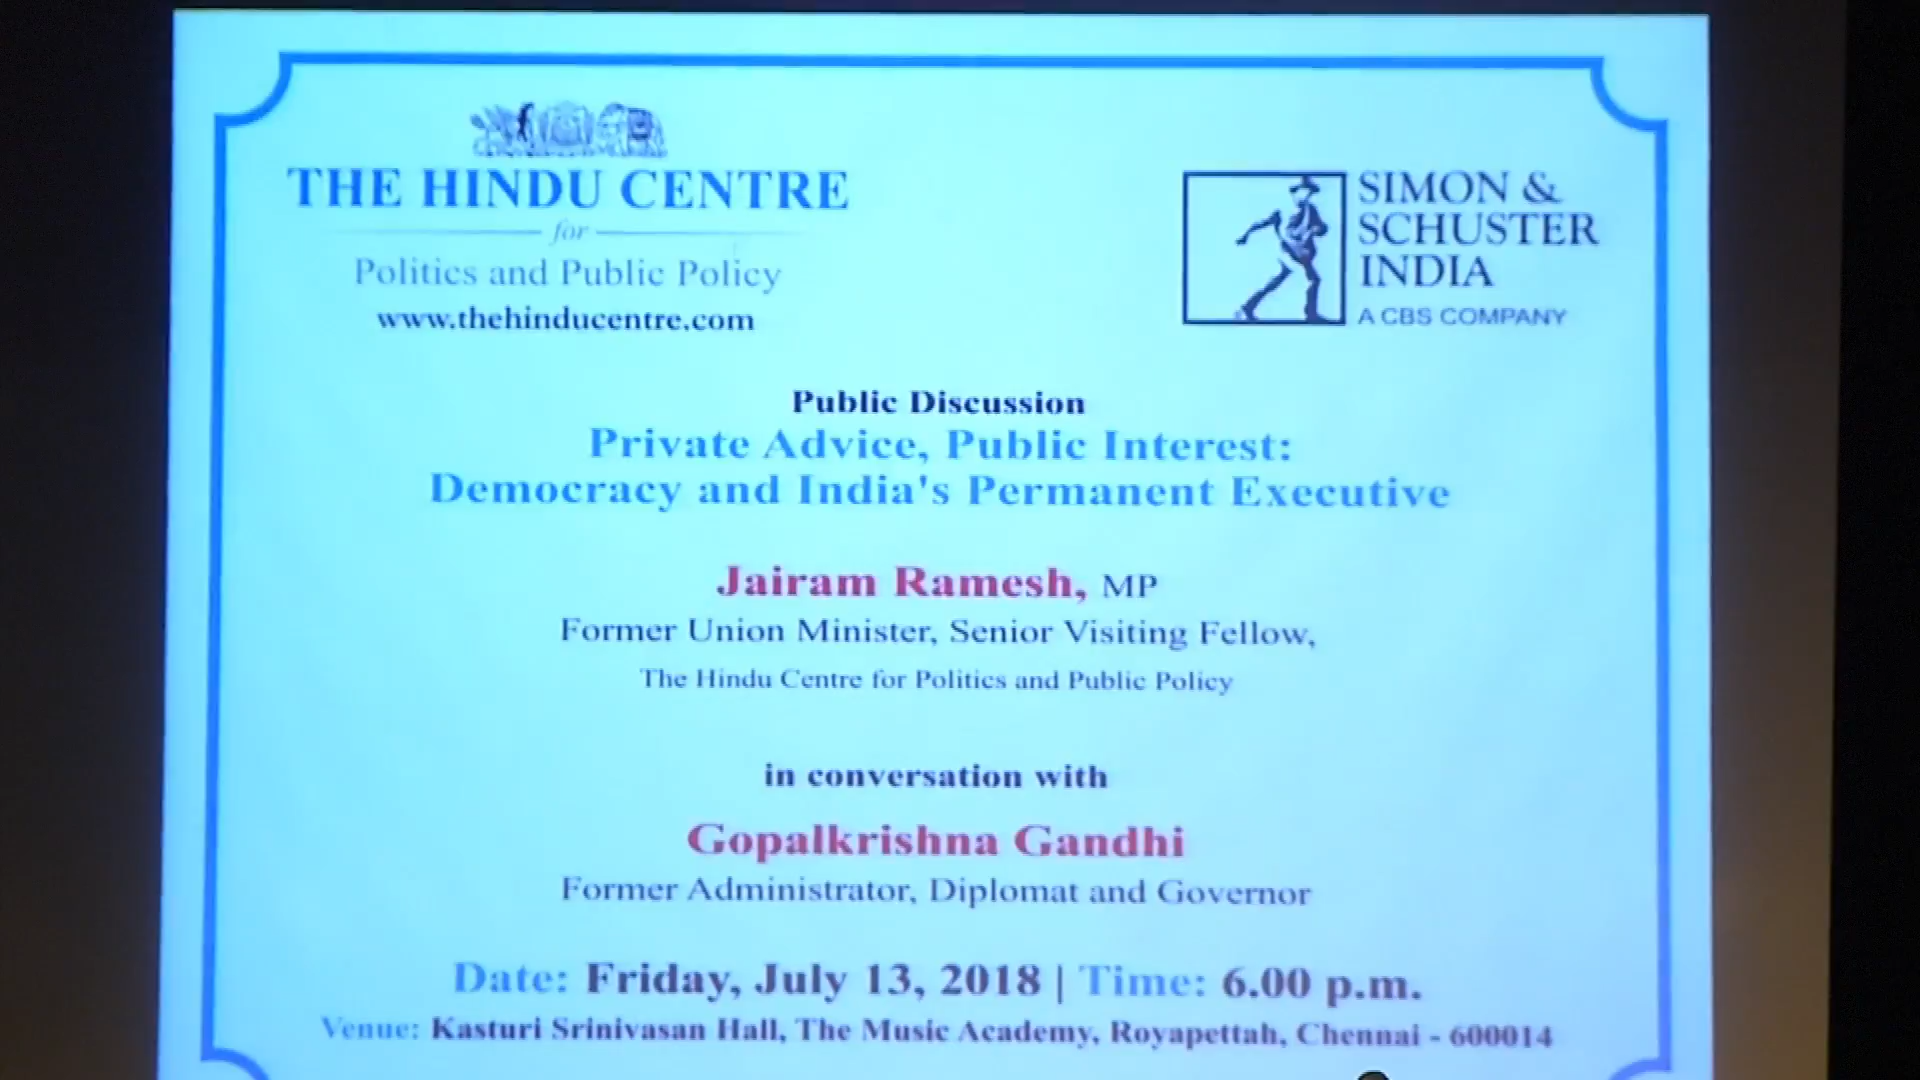 THE HINDU CENTRE
for
Politics and Public Policy
www.thehinducentre.com
SIMON &
SCHUSTER
INDIA
A CBS COMPANY
Public Discussion
Private Advice, Public Interest:
Democracy and India's Permanent Executive
Jairam Ramesh, MP
Former Union Minister, Senior Visiting Fellow,
The Hindu Centre for Politics and Public Policy
in conversation with
Gopalkrishna Gandhi
Former Administrator, Diplomat and Governor
Date: Friday, July 13, 2018 | Time: 6.00 p.m.
Venue: Kasturi Srinivasan Hall, The Music Academy, Royapettah, Chennai - 600014